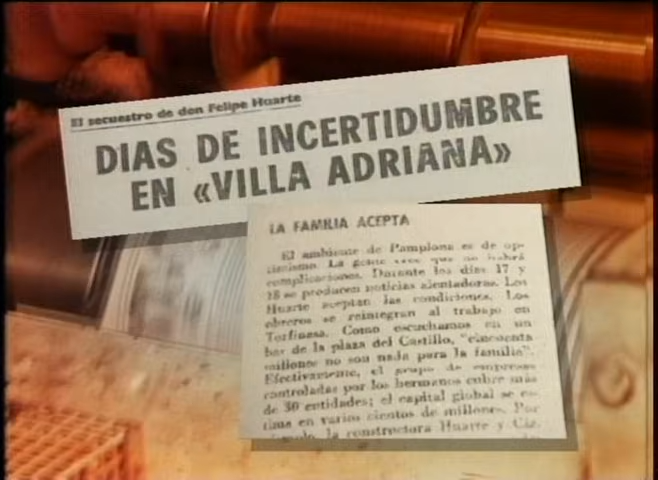 El secuestro de don Felipe Huarte
DIAS DE INCERTIDUMBRE
EN «VILLA ADRIANA»
LA FAMILIA ACEPTA
El ambiente de Pamplona es de op-
timismo. La gente cree que no habrá
complicaciones. Durante los días 17 y
18 se producen noticias alentadoras. Los
Huarte aceptan las condiciones. Los
obreros se reintegran al trabajo en
Torfinasa. Como escuchamos en un
bar de la plaza del Castillo, "cincuenta
millones no son nada para la familia".
Efectivamente, el grupo de empresas
controladas por los hermanos cubre más
de 30 entidades; el capital global se es-
tima en varios cientos de millones. Por
la constructora Huarte y Cía.